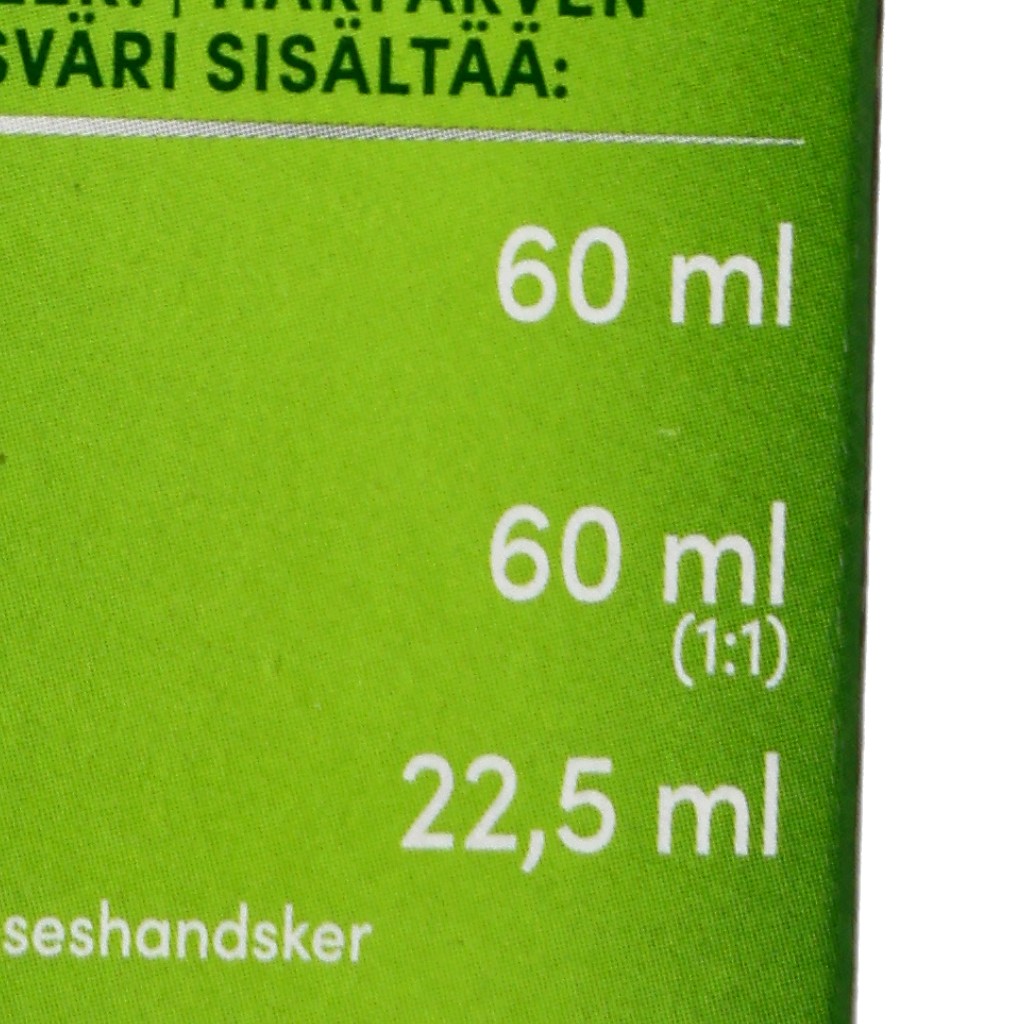 SVÄRI SISÄLTÄÄ:
60 ml
60 ml
(1:1)
22,5 ml
seshandsker